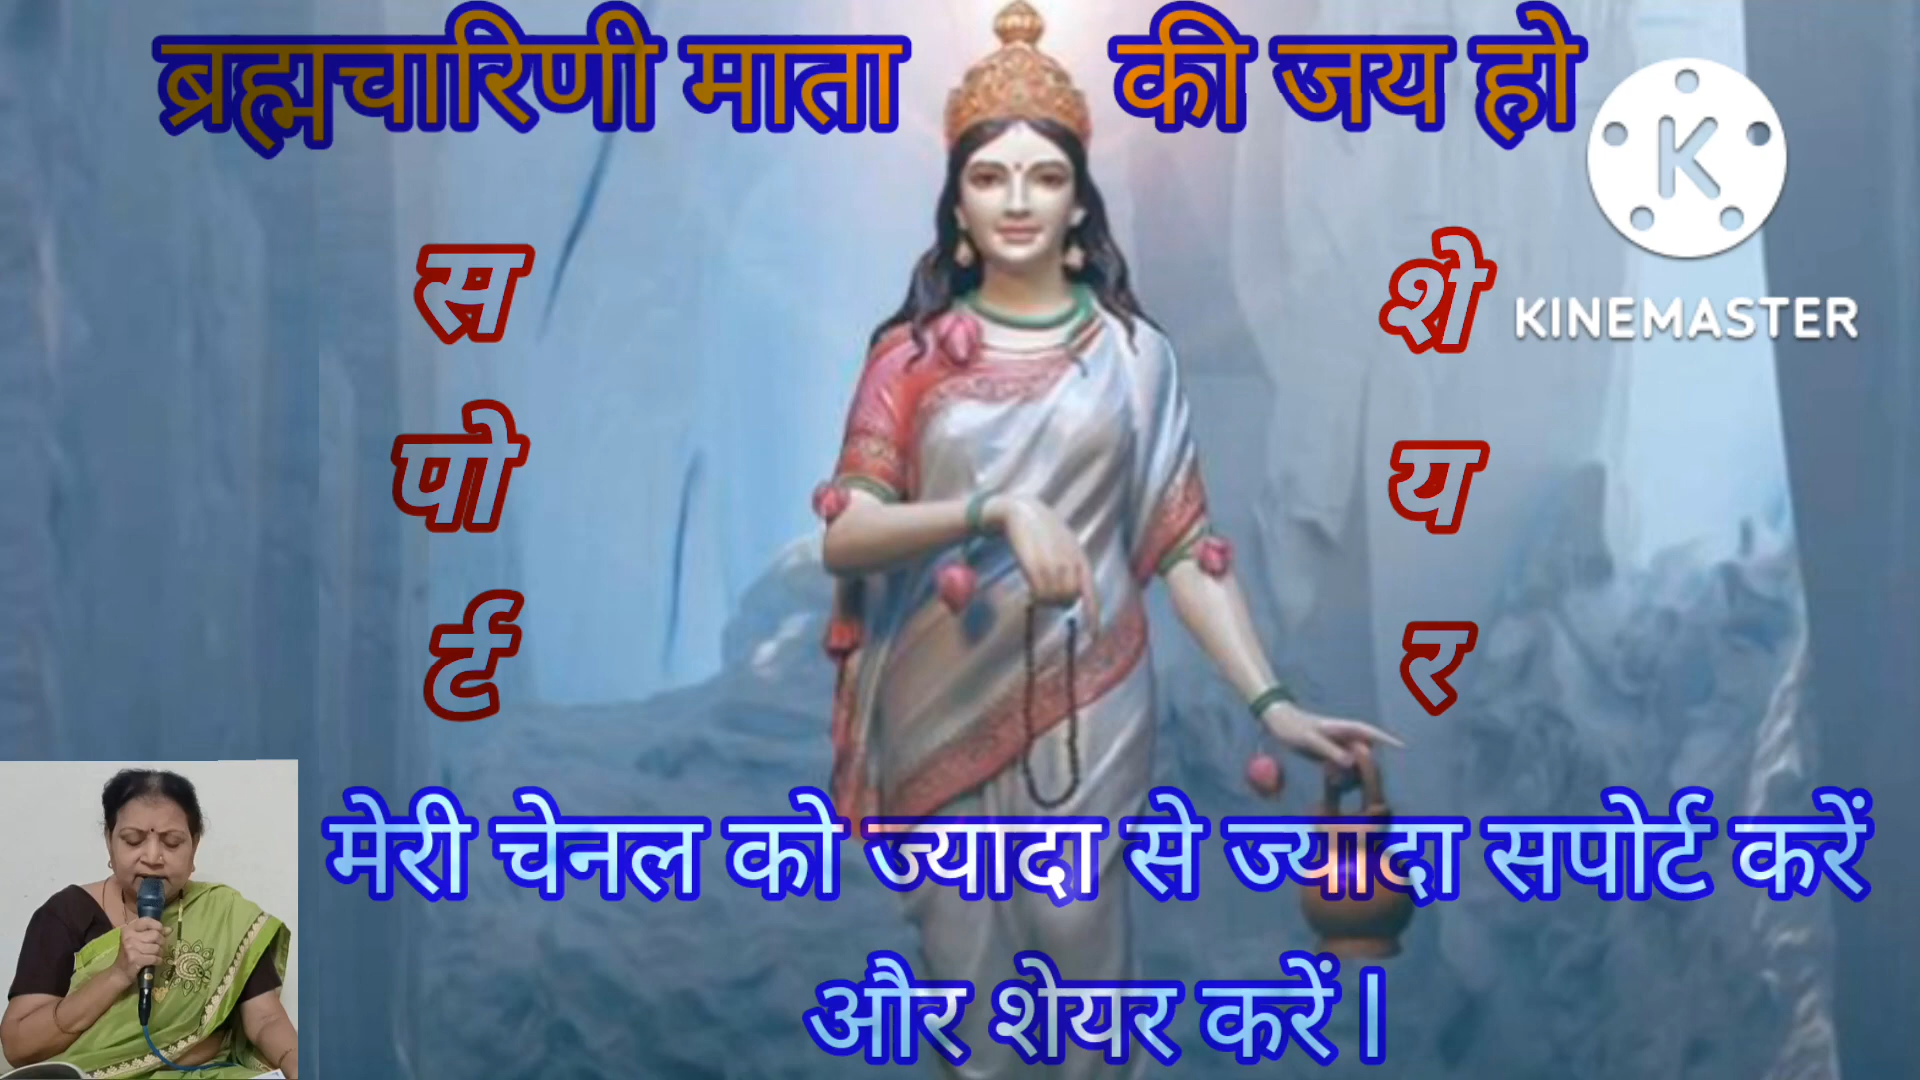 ब्रह्मचारिणी माता की जय हो
KINEMASTER
स
पो
र्ट
शे
य
र
मेरी चेनल को ज्यादा से ज्यादा सपोर्ट करें
और शेयर करें |